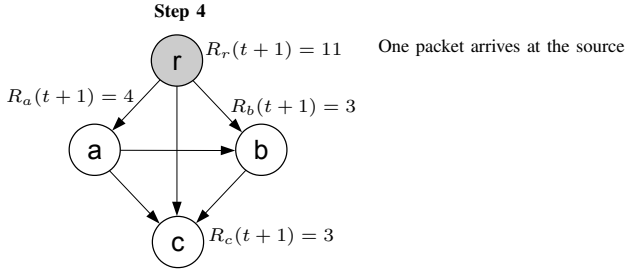 Step 4
r
R_r(t + 1) = 11
One packet arrives at the source
R_a(t + 1) = 4
R_b(t + 1) = 3
a
b
c
R_c(t + 1) = 3